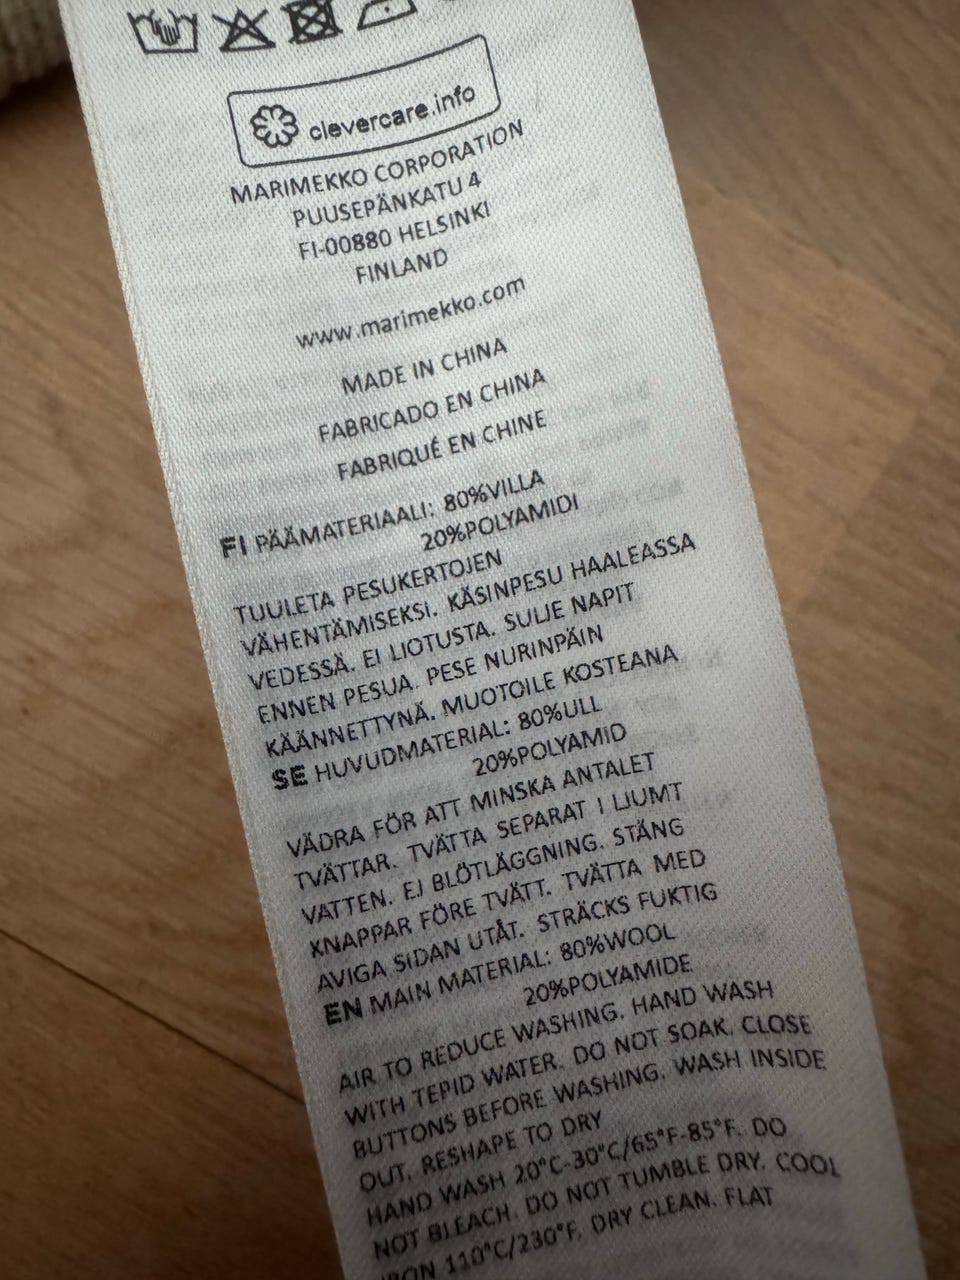 clevercare.info
MARIMEKKO CORPORATION
PUUSEPÄNKATU 4
FI-00880 HELSINKI
FINLAND
www.marimekko.com
MADE IN CHINA
FABRICADO EN CHINA
FABRIQUÉ EN CHINE
FI PÄÄMATERIAALI: 80%VILLA
20%POLYAMIDI
TUULETA PESUKERTOJEN
VÄHENTÄMISEKSI. KÄSINPESU HAALEASSA
VEDESSÄ. EI LIOTUSTA. SULJE NAPIT
ENNEN PESUA. PESE NURINPÄIN
KÄÄNNETTYNÄ. MUOTOILE KOSTEANA
SE HUVUDMATERIAL: 80%ULL
20%POLYAMID
VÄDRA FÖR ATT MINSKA ANTALET
TVÄTTAR. TVÄTTA SEPARAT I LJUMT
VATTEN. EJ BLÖTLÄGGNING. STÄNG
KNAPPAR FÖRE TVÄTT. TVÄTTA MED
AVIGA SIDAN UTÅT. STRÄCKS FUKTIG
EN MAIN MATERIAL: 80%WOOL
20%POLYAMIDE
AIR TO REDUCE WASHING. HAND WASH
WITH TEPID WATER. DO NOT SOAK. CLOSE
BUTTONS BEFORE WASHING. WASH INSIDE
OUT. RESHAPE TO DRY
HAND WASH 20°C-30°C/65°F-85°F. DO
NOT BLEACH. DO NOT TUMBLE DRY. COOL
IRON 110°C/230°F. DRY CLEAN. FLAT